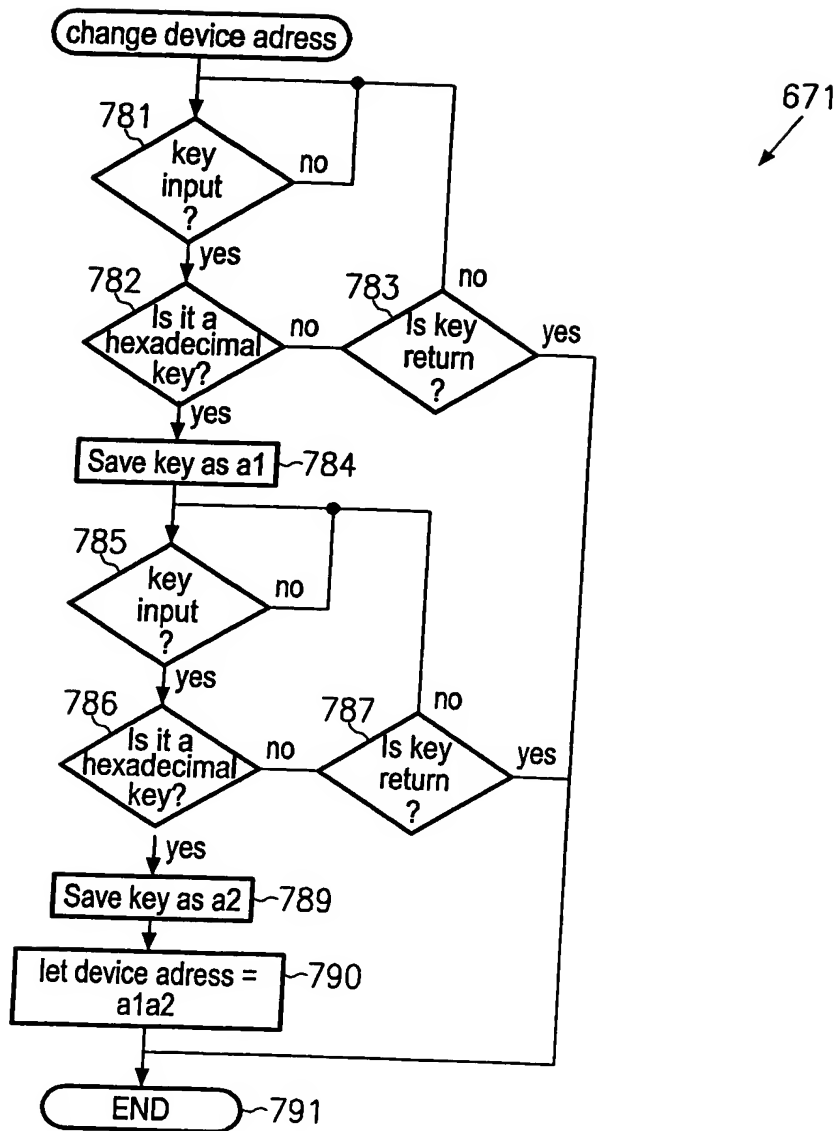 change device adress
671
781
key
input
?
no
yes
782
Is it a
hexadecimal
key?
no
783
no
Is key
return
?
yes
yes
Save key as a1
784
785
key
input
?
no
yes
786
Is it a
hexadecimal
key?
no
787
no
Is key
return
?
yes
yes
Save key as a2
789
let device adress =
a1a2
790
END
791